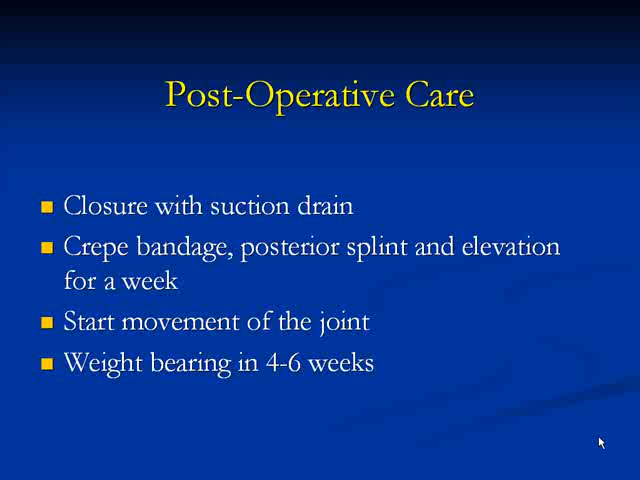 Post-Operative Care
Closure with suction drain
Crepe bandage, posterior splint and elevation
for a week
Start movement of the joint
Weight bearing in 4-6 weeks